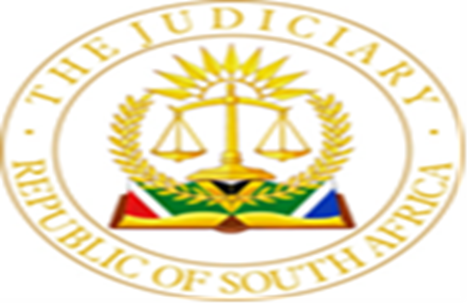 · THE JUDICIARY ·
REPUBLIC OF SOUTH AFRICA